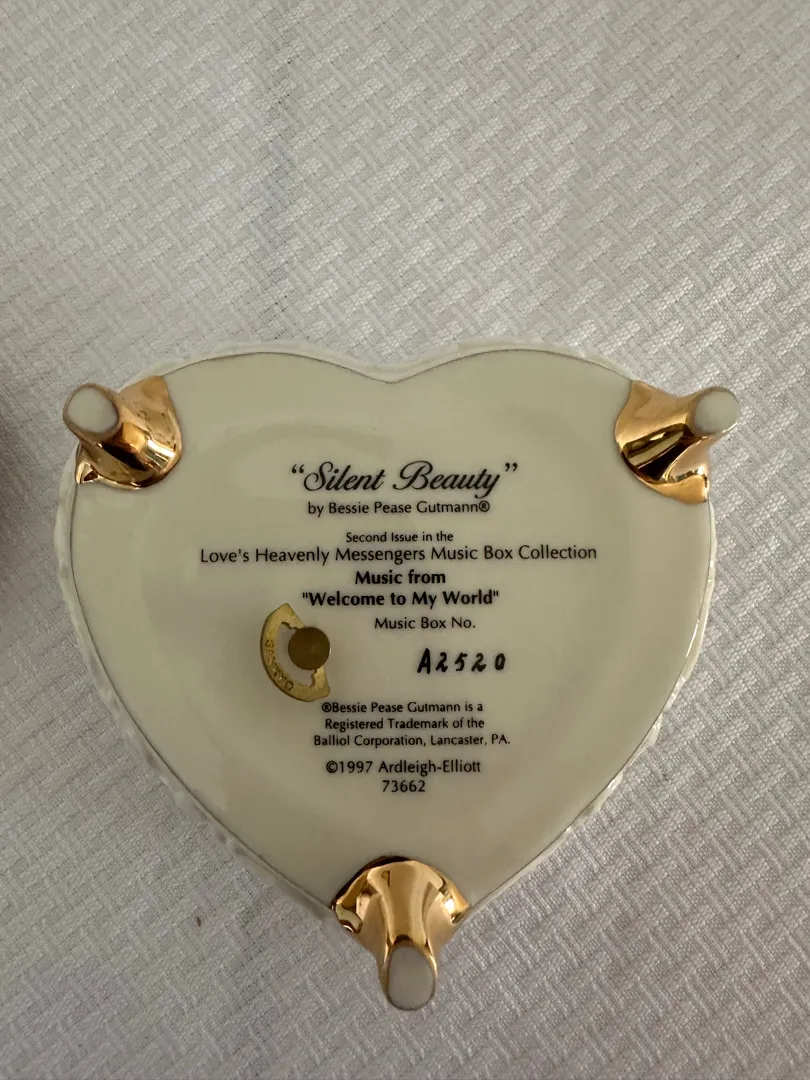 “Silent Beauty”
by Bessie Pease Gutmann®
Second Issue in the
Love's Heavenly Messengers Music Box Collection
Music from
"Welcome to My World"
Music Box No.
A2520
SANKYO
®Bessie Pease Gutmann is a
Registered Trademark of the
Balliol Corporation, Lancaster, PA.
©1997 Ardleigh-Elliott
73662